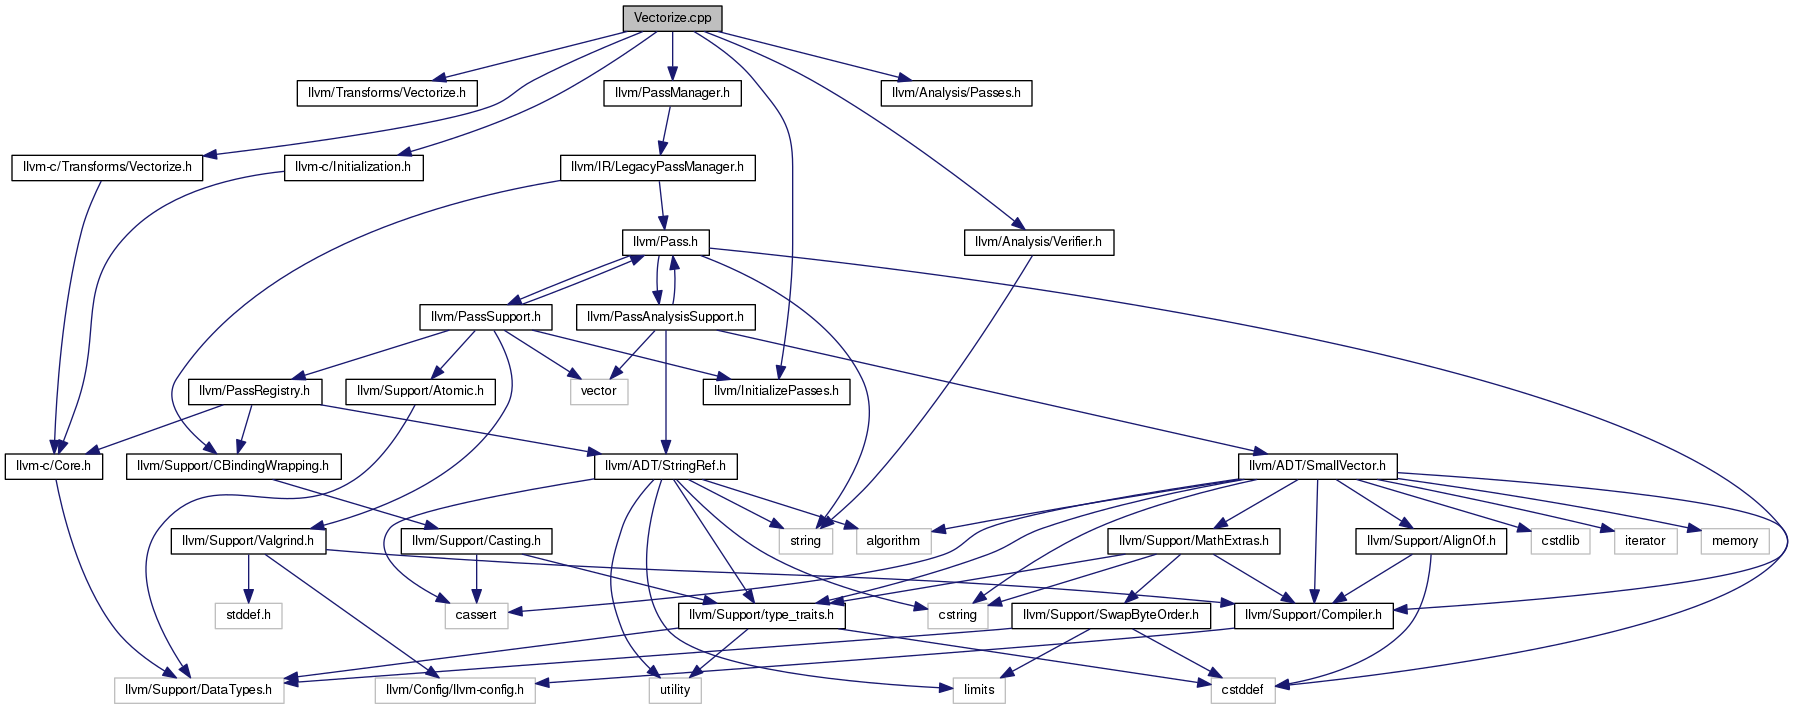 Vectorize.cpp
llvm/Transforms/Vectorize.h
llvm/PassManager.h
llvm/Analysis/Passes.h
llvm-c/Transforms/Vectorize.h
llvm-c/Initialization.h
llvm/IR/LegacyPassManager.h
llvm/Pass.h
llvm/Analysis/Verifier.h
llvm/PassSupport.h
llvm/PassAnalysisSupport.h
llvm/PassRegistry.h
llvm/Support/Atomic.h
vector
llvm/InitializePasses.h
llvm-c/Core.h
llvm/Support/CBindingWrapping.h
llvm/ADT/StringRef.h
llvm/ADT/SmallVector.h
llvm/Support/Valgrind.h
llvm/Support/Casting.h
string
algorithm
llvm/Support/MathExtras.h
llvm/Support/AlignOf.h
cstdlib
iterator
memory
stddef.h
cassert
llvm/Support/type_traits.h
cstring
llvm/Support/SwapByteOrder.h
llvm/Support/Compiler.h
llvm/Support/DataTypes.h
llvm/Config/llvm-config.h
utility
limits
cstddef